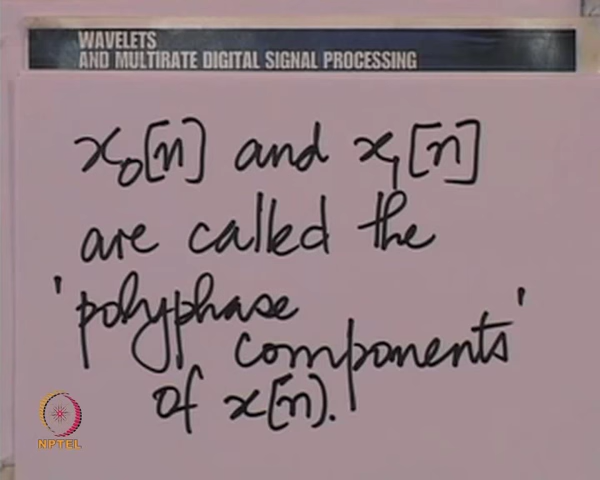 WAVELETS
AND MULTIRATE DIGITAL SIGNAL PROCESSING
x₀[n] and x₁[n]
are called the
'polyphase
components'
of x[n].
NPTEL